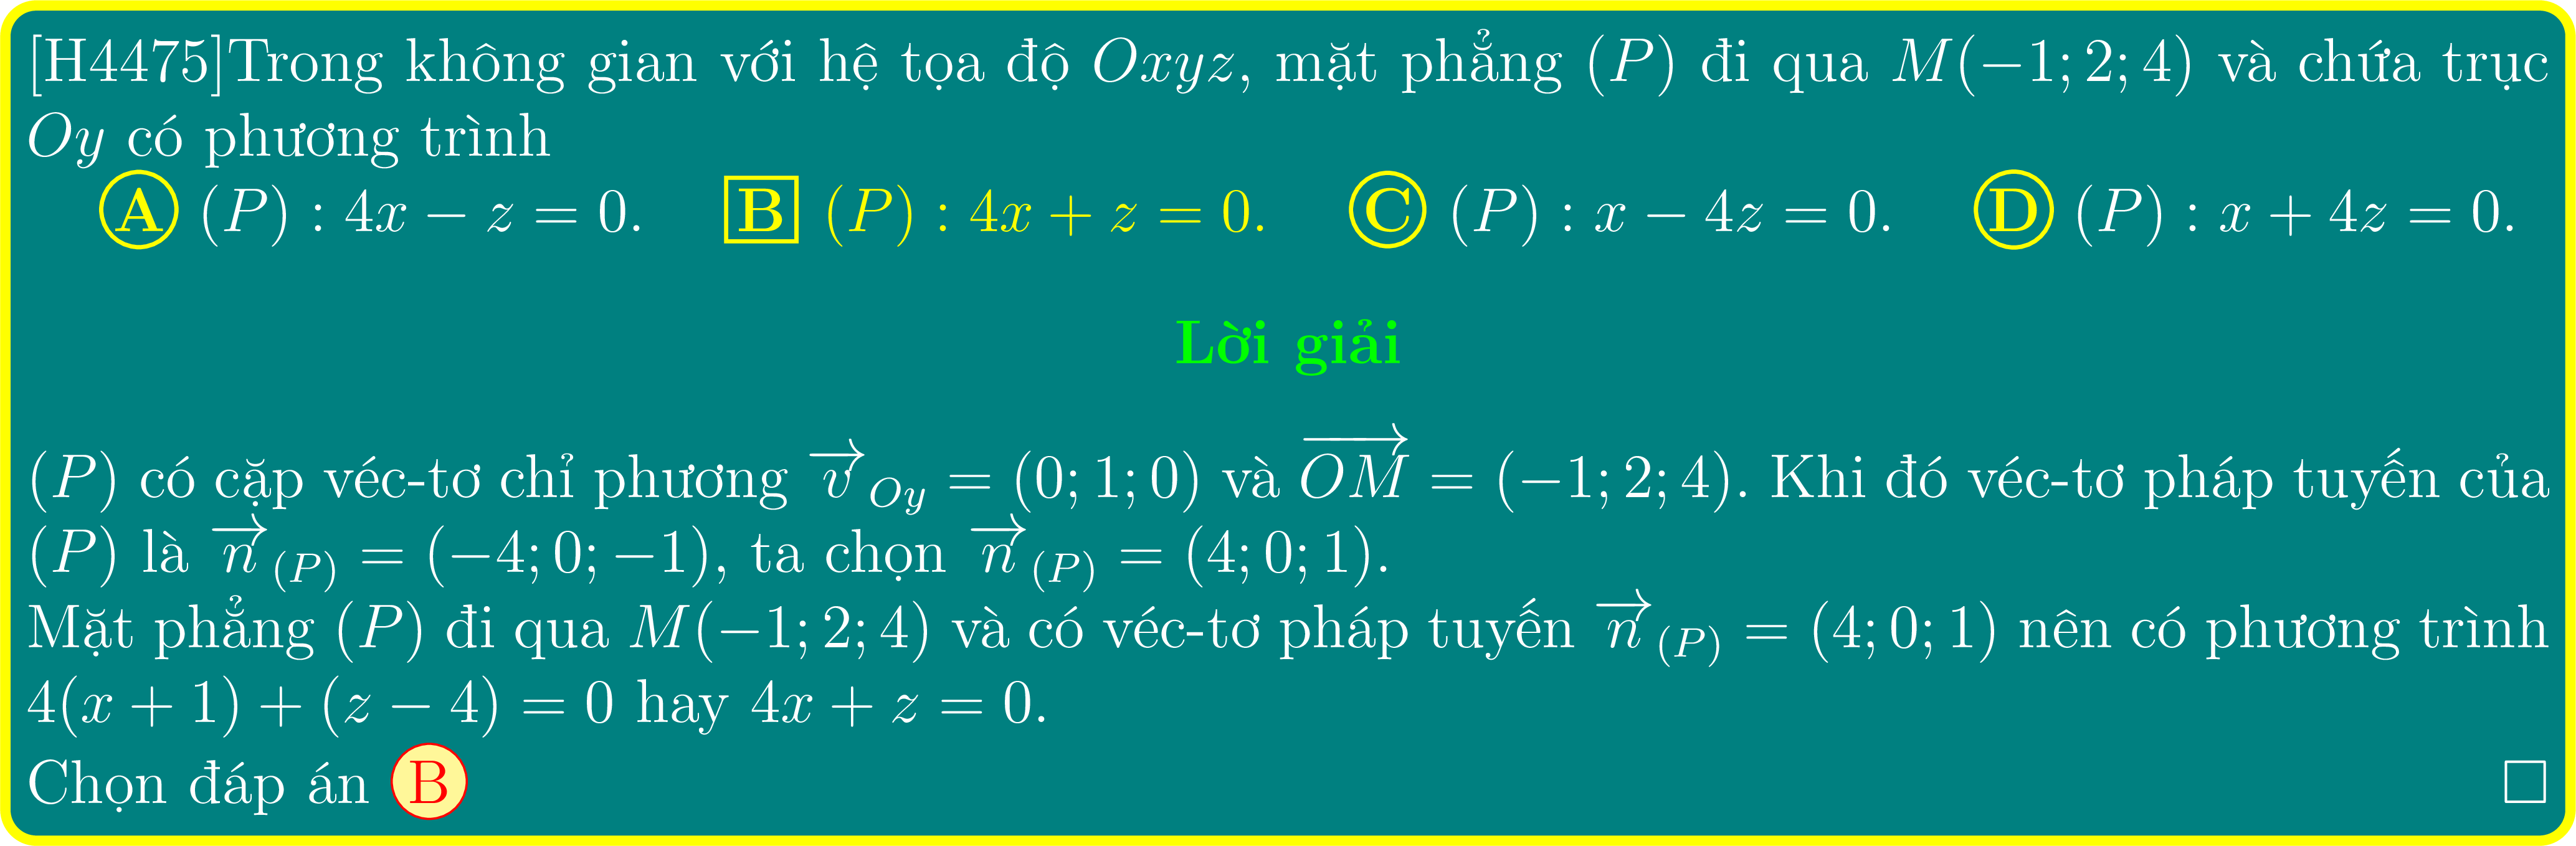 [H4475]Trong không gian với hệ tọa độ Oxyz, mặt phẳng (P) đi qua M(−1; 2; 4) và chứa trục
Oy có phương trình
A (P) : 4x − z = 0. B (P) : 4x + z = 0. C (P) : x − 4z = 0. D (P) : x + 4z = 0.
Lời giải
(P) có cặp véc-tơ chỉ phương v⃗_{Oy} = (0; 1; 0) và \overrightarrow{OM} = (−1; 2; 4). Khi đó véc-tơ pháp tuyến của
(P) là n⃗_{(P)} = (−4; 0; −1), ta chọn n⃗_{(P)} = (4; 0; 1).
Mặt phẳng (P) đi qua M(−1; 2; 4) và có véc-tơ pháp tuyến n⃗_{(P)} = (4; 0; 1) nên có phương trình
4(x + 1) + (z − 4) = 0 hay 4x + z = 0.
Chọn đáp án B □